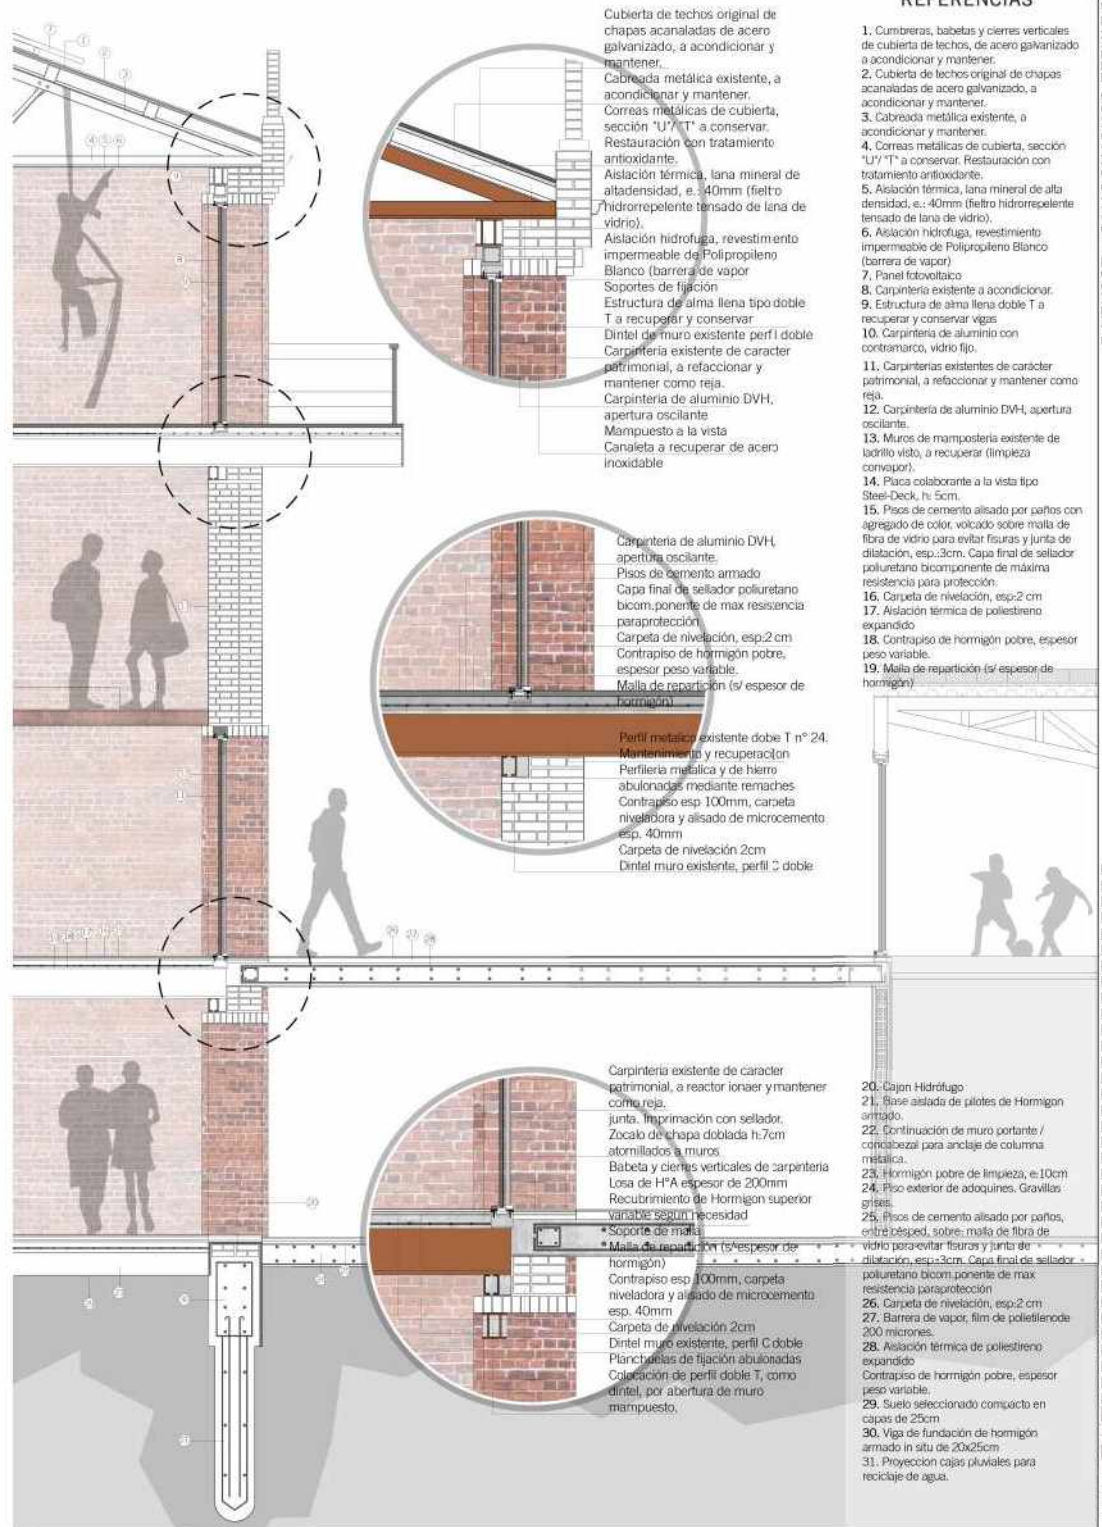 REFERENCIAS
Cubierta de techos original de
chapas acanaladas de acero
galvanizado, a acondicionar y
mantener.
Cabreada metálica existente, a
acondicionar y mantener.
Correas metálicas de cubierta,
sección "U"/ "T" a conservar.
Restauración con tratamiento
antioxidante.
Aislación térmica, lana mineral de
altadensidad, e.: 40mm (fieltro
hidrorrepelente tensado de lana de
vidrio).
Aislación hidrofuga, revestimiento
impermeable de Polipropileno
Blanco (barrera de vapor
Soportes de fijación
Estructura de alma llena tipo doble
T a recuperar y conservar
Dintel de muro existente perfil doble
Carpintería existente de caracter
patrimonial, a refaccionar y
mantener como reja.
Carpintería de aluminio DVH,
apertura oscilante
Mampuesto a la vista
Canaleta a recuperar de acero
inoxidable
Carpintería de aluminio DVH,
apertura oscilante.
Pisos de cemento armado
Capa final de sellador poliuretano
bicom.ponente de max resistencia
paraprotección
Carpeta de nivelación, esp:2 cm
Contrapiso de hormigón pobre,
espesor peso variable.
Malla de repartición (s/ espesor de
hormigón)
Perfil metalico existente doble T n° 24.
Mantenimiento y recuperacion
Perfilería metalica y de hierro
abulonadas mediante remaches
Contrapiso esp 100mm, carpeta
niveladora y alisado de microcemento
esp. 40mm
Carpeta de nivelación 2cm
Dintel muro existente, perfil C doble
Carpintería existente de caracter
patrimonial, a reactor ionaer y mantener
como reja.
junta. Imprimación con sellador.
Zocalo de chapa doblada h:7cm
atornillados a muros
Babeta y cierres verticales de carpinteria
Losa de H°A espesor de 200mm
Recubrimiento de Hormigon superior
variable segun necesidad
Soporte de malla
Malla de repartición (s/ espesor de
hormigón)
Contrapiso esp 100mm, carpeta
niveladora y alisado de microcemento
esp. 40mm
Carpeta de nivelación 2cm
Dintel muro existente, perfil C doble
Planchuelas de fijación abulonadas
Colocación de perfil doble T, como
dintel, por abertura de muro
mampuesto.
1. Cumbreras, babetas y cierres verticales
de cubierta de techos, de acero galvanizado
a acondicionar y mantener.
2. Cubierta de techos original de chapas
acanaladas de acero galvanizado, a
acondicionar y mantener.
3. Cabreada metálica existente, a
acondicionar y mantener.
4. Correas metálicas de cubierta, sección
"U"/ "T" a conservar. Restauración con
tratamiento antioxidante.
5. Aislación térmica, lana mineral de alta
densidad, e.: 40mm (fieltro hidrorrepelente
tensado de lana de vidrio).
6. Aislación hidrofuga, revestimiento
impermeable de Polipropileno Blanco
(barrera de vapor)
7. Panel fotovoltaico
8. Carpintería existente a acondicionar.
9. Estructura de alma llena doble T a
recuperar y conservar vigas
10. Carpintería de aluminio con
contramarco, vidrio fijo.
11. Carpinterías existentes de carácter
patrimonial, a refaccionar y mantener como
reja.
12. Carpintería de aluminio DVH, apertura
oscilante.
13. Muros de mampostería existente de
ladrillo visto, a recuperar (limpieza
convapor).
14. Placa colaborante a la vista tipo
Steel-Deck, h: 5cm.
15. Pisos de cemento alisado por paños con
agregado de color, volcado sobre malla de
fibra de vidrio para evitar fisuras y junta de
dilatación, esp.:3cm. Capa final de sellador
poliuretano bicomponente de máxima
resistencia para protección.
16. Carpeta de nivelación, esp:2 cm
17. Aislación térmica de poliestireno
expandido
18. Contrapiso de hormigón pobre, espesor
peso variable.
19. Malla de repartición (s/ espesor de
hormigón)
20. Cajon Hidrófugo
21. Base aislada de pilotes de Hormigon
armado.
22. Continuación de muro portante /
concabezal para anclaje de columna
metálica.
23. Hormigón pobre de limpieza, e:10cm
24. Piso exterior de adoquines. Gravillas
grises.
25. Pisos de cemento alisado por paños,
entre césped, sobre: malla de fibra de
vidrio para evitar fisuras y junta de
dilatación, esp.:3cm. Capa final de sellador
poliuretano bicom.ponente de max
resistencia paraprotección
26. Carpeta de nivelación, esp:2 cm
27. Barrera de vapor, film de polietilenode
200 micrones.
28. Aislación térmica de poliestireno
expandido
Contrapiso de hormigón pobre, espesor
peso variable.
29. Suelo seleccionado compacto en
capas de 25cm
30. Viga de fundación de hormigón
armado in situ de 20x25cm
31. Proyeccion cajas pluviales para
reciclaje de agua.